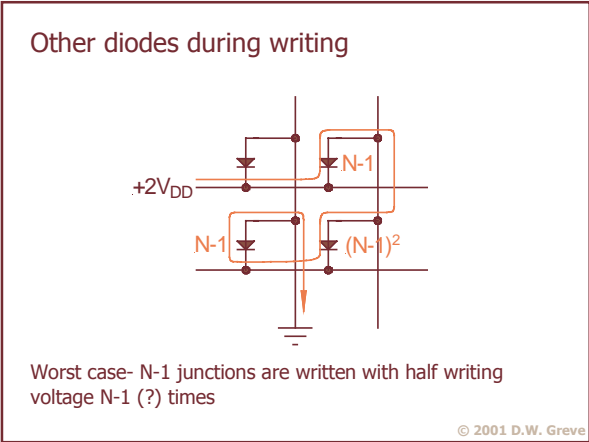 Other diodes during writing
N-1
+2VDD
N-1
(N-1)2
Worst case- N-1 junctions are written with half writing
voltage N-1 (?) times
© 2001 D.W. Greve